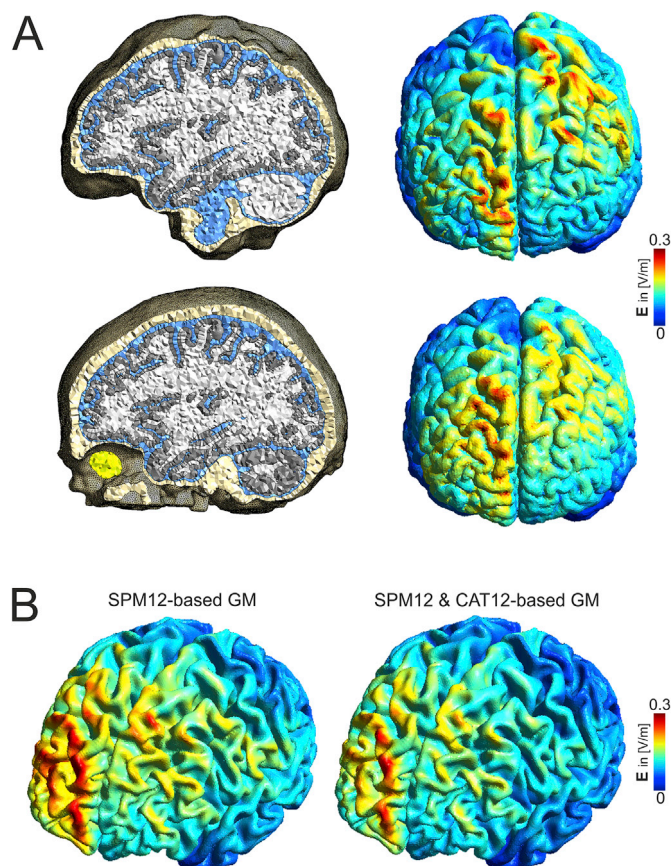 A
0.3
E in [V/m]
0
B
SPM12-based GM
SPM12 & CAT12-based GM
0.3
E in [V/m]
0